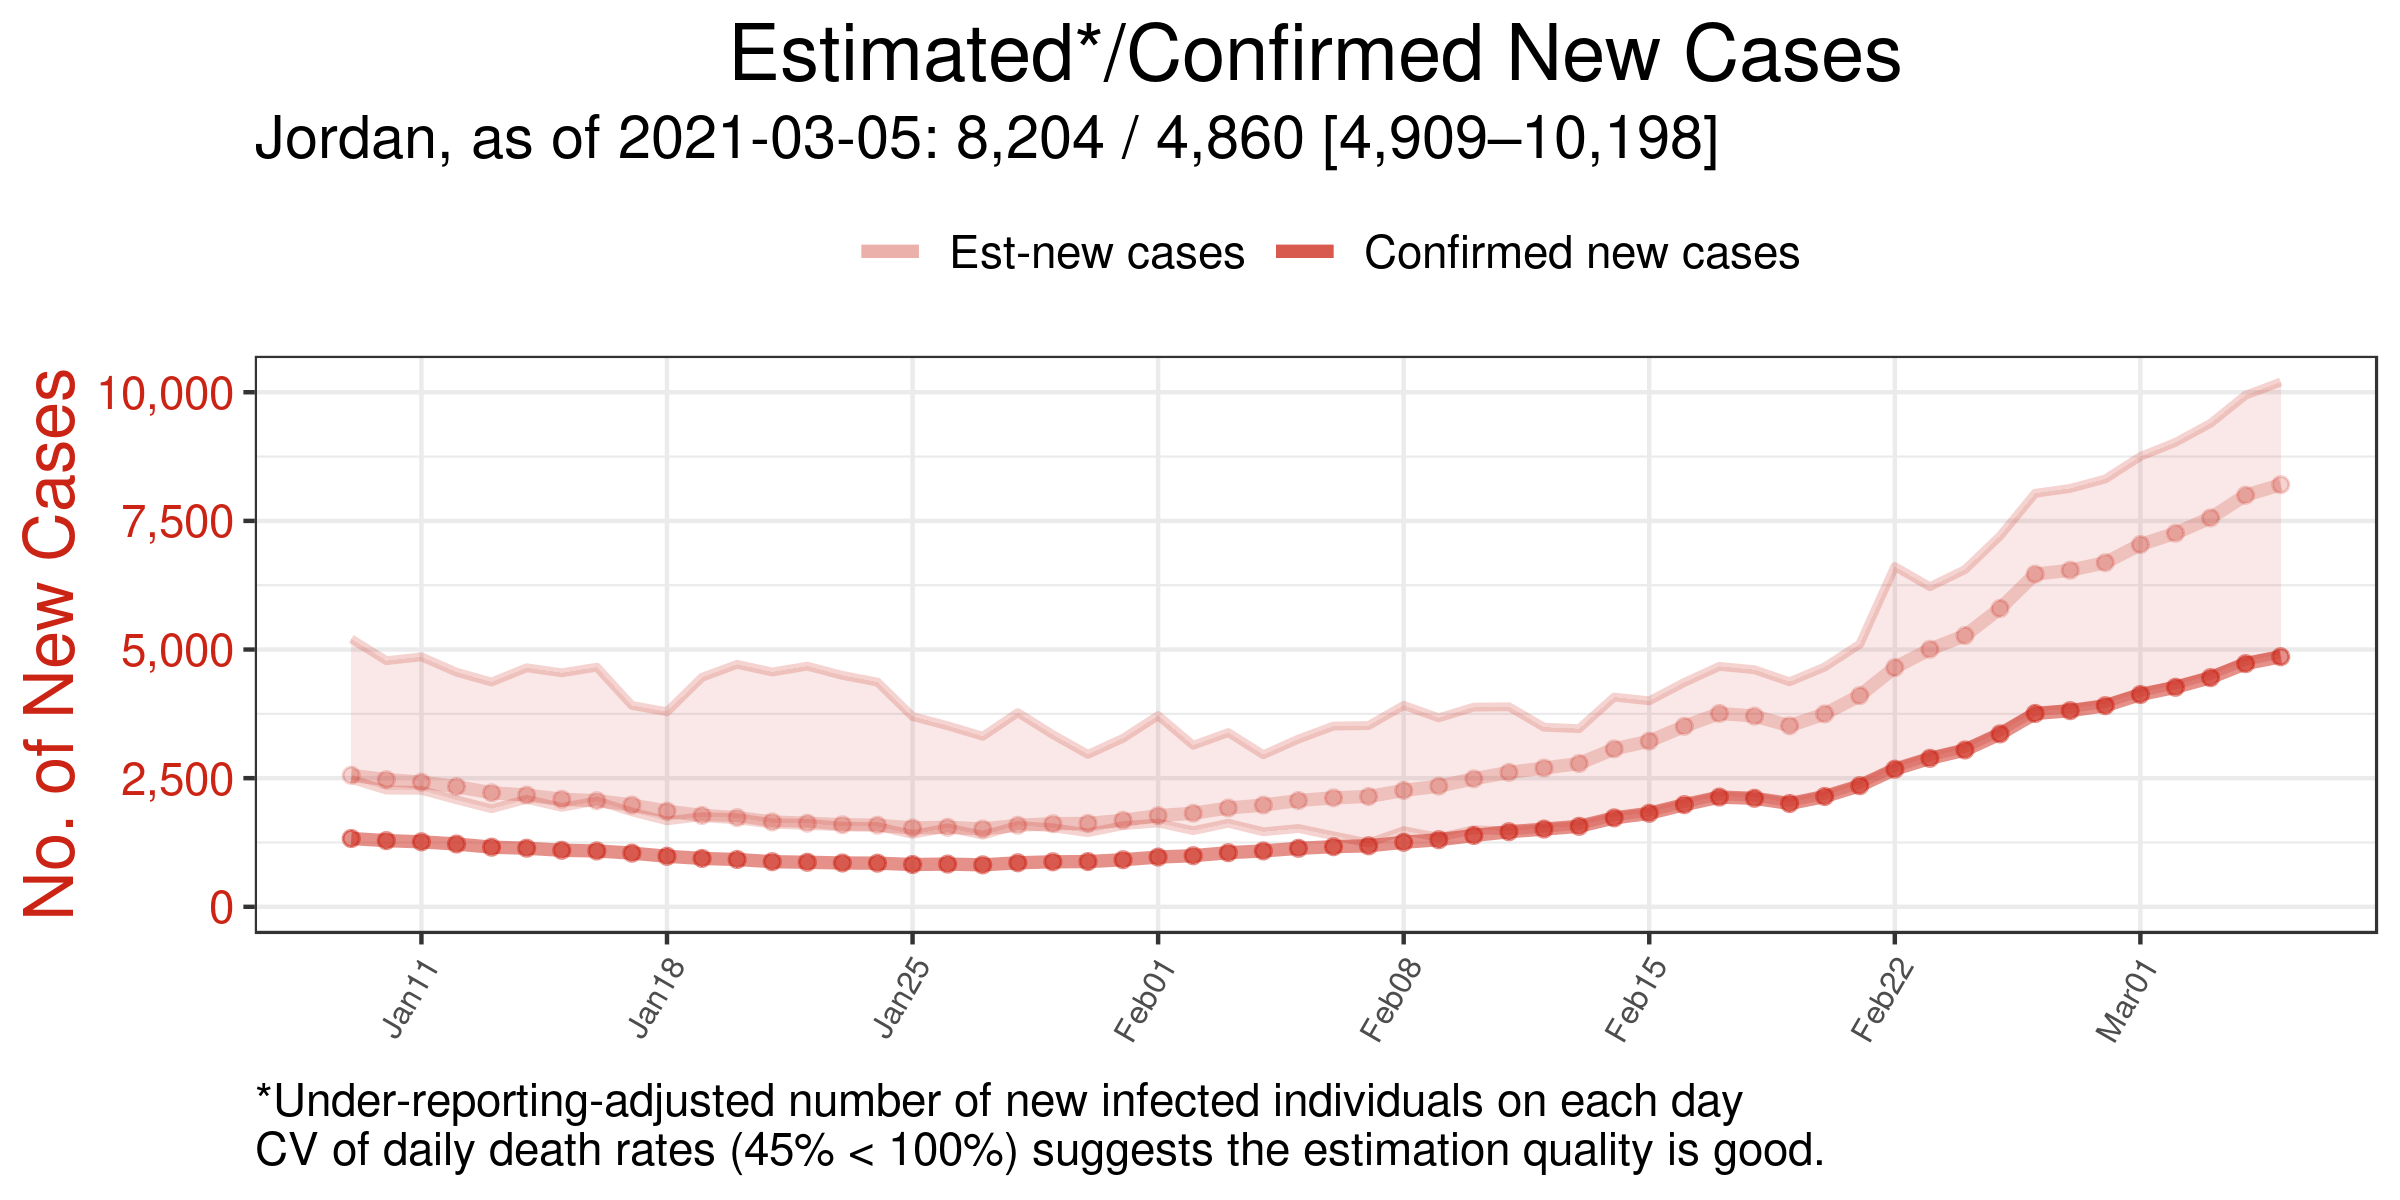 Estimated*/Confirmed New Cases
Jordan, as of 2021-03-05: 8,204 / 4,860 [4,909–10,198]
Est-new cases Confirmed new cases
No. of New Cases
10,000
7,500
5,000
2,500
0
Jan11 Jan18 Jan25 Feb01 Feb08 Feb15 Feb22 Mar01
*Under-reporting-adjusted number of new infected individuals on each day
CV of daily death rates (45% < 100%) suggests the estimation quality is good.